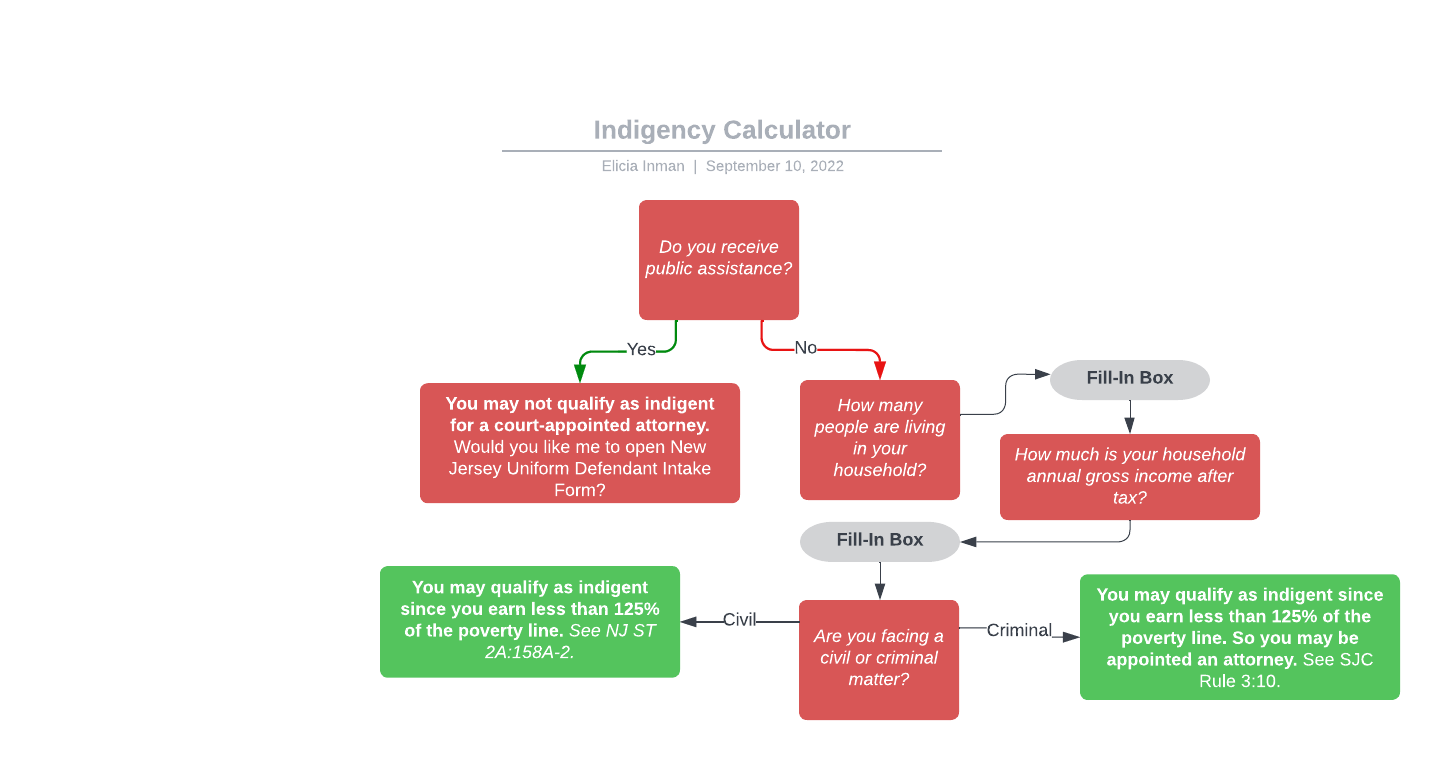 Indigency Calculator
Elicia Inman | September 10, 2022
Do you receive
public assistance?
Yes
No
You may not qualify as indigent
for a court-appointed attorney.
Would you like me to open New
Jersey Uniform Defendant Intake
Form?
How many
people are living
in your
household?
Fill-In Box
How much is your household
annual gross income after
tax?
Fill-In Box
Are you facing a
civil or criminal
matter?
Civil
You may qualify as indigent
since you earn less than 125%
of the poverty line. See NJ ST
2A:158A-2.
Criminal
You may qualify as indigent since
you earn less than 125% of the
poverty line. So you may be
appointed an attorney. See SJC
Rule 3:10.